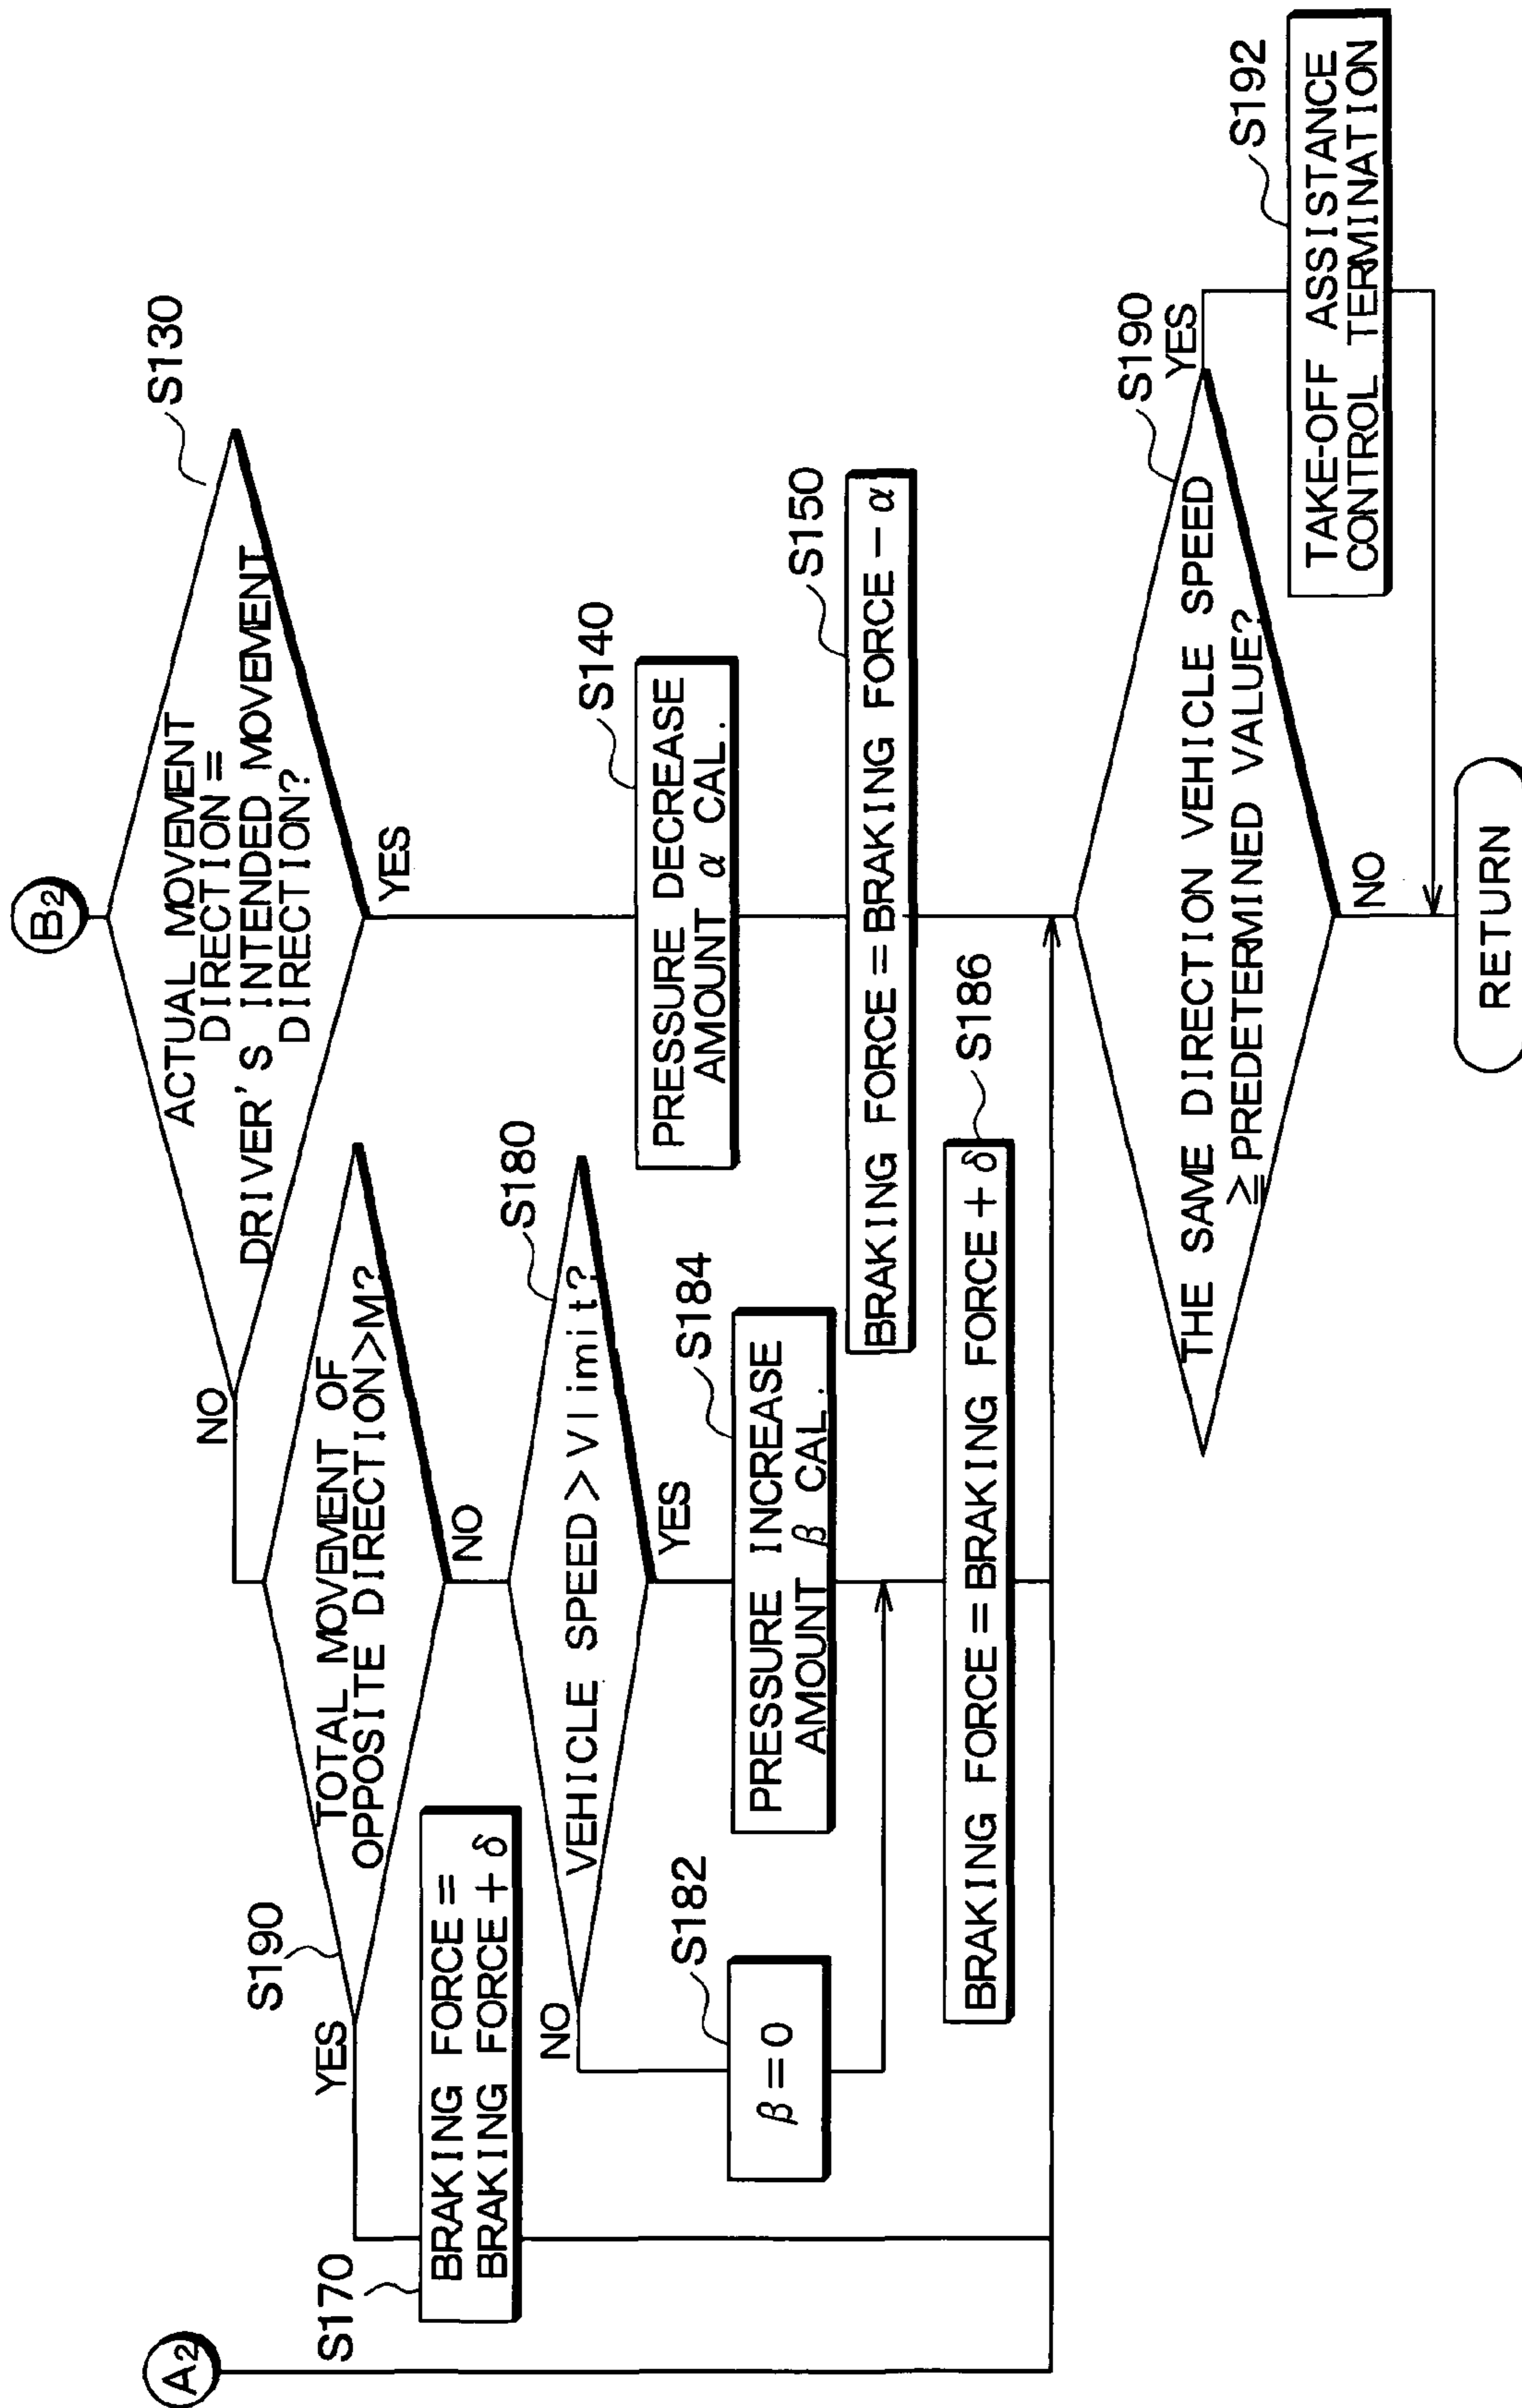 B2
ACTUAL MOVEMENT
DIRECTION =
DRIVER'S INTENDED MOVEMENT
DIRECTION?
S130
NO
YES
S190
TOTAL MOVEMENT OF
OPPOSITE DIRECTION>M?
YES
NO
S170
BRAKING FORCE =
BRAKING FORCE + δ
A2
S180
VEHICLE SPEED > Vlimit?
NO
YES
S140
PRESSURE DECREASE
AMOUNT α CAL.
S182
β = 0
S184
PRESSURE INCREASE
AMOUNT β CAL.
S150
BRAKING FORCE = BRAKING FORCE − α
S186
BRAKING FORCE = BRAKING FORCE + δ
S190
THE SAME DIRECTION VEHICLE SPEED
≧ PREDETERMINED VALUE?
YES
NO
S192
TAKE-OFF ASSISTANCE
CONTROL TERMINATION
RETURN